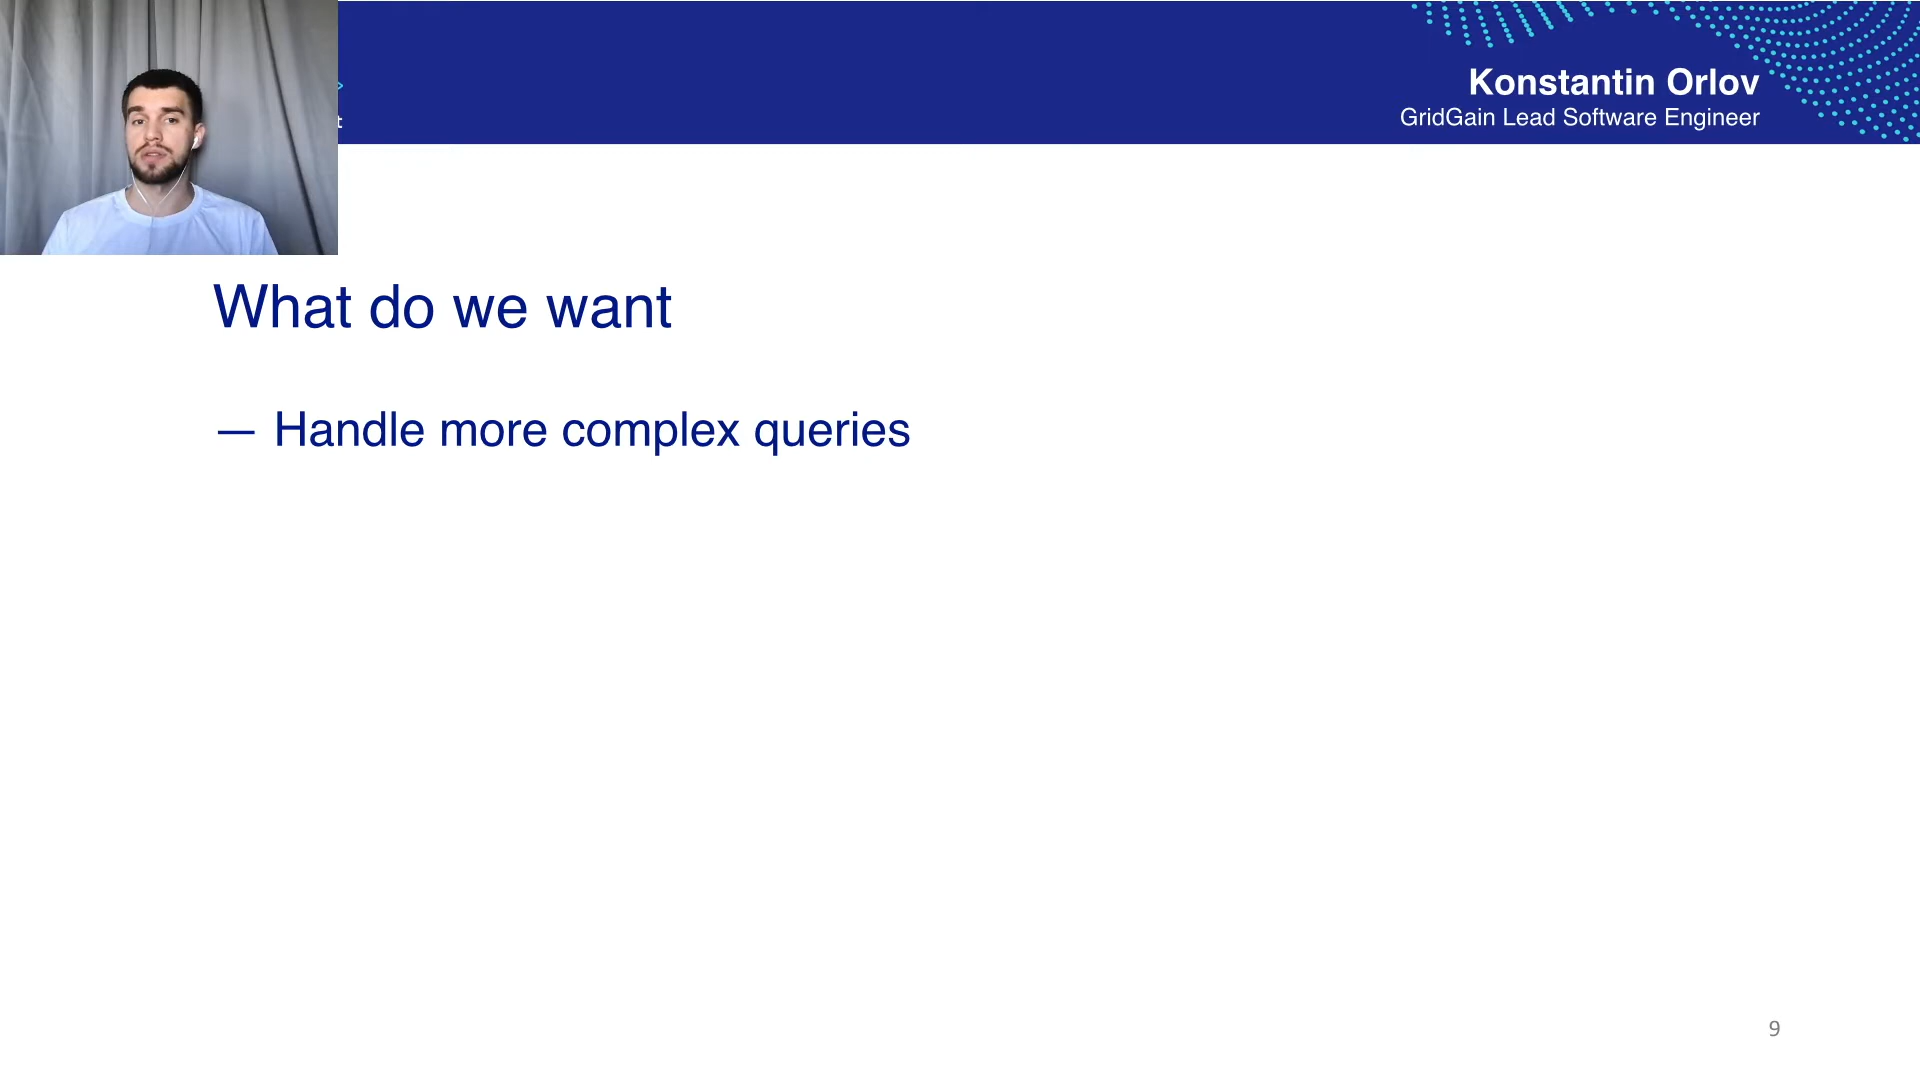 Konstantin Orlov
GridGain Lead Software Engineer
What do we want
— Handle more complex queries
9